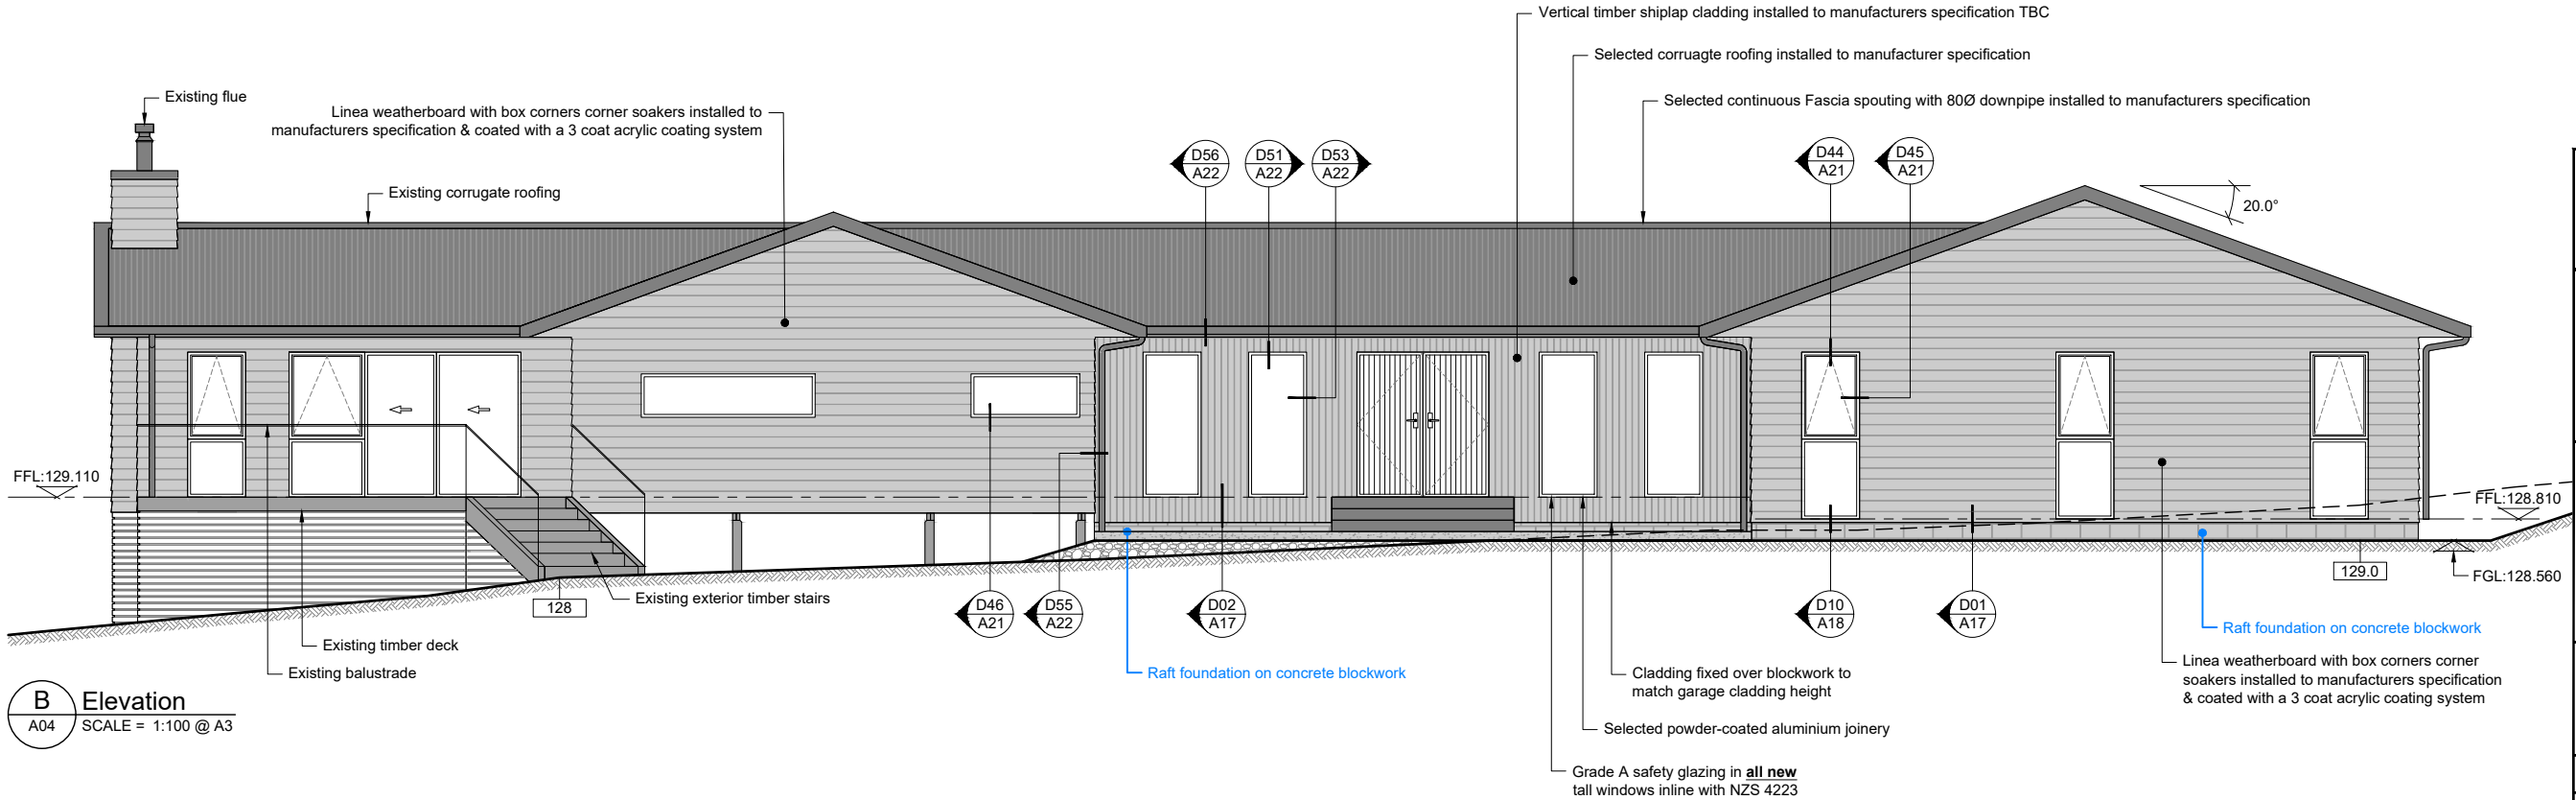 Vertical timber shiplap cladding installed to manufacturers specification TBC
Selected corruagte roofing installed to manufacturer specification
Existing flue
Linea weatherboard with box corners corner soakers installed to
manufacturers specification & coated with a 3 coat acrylic coating system
Selected continuous Fascia spouting with 80Ø downpipe installed to manufacturers specification
D56
A22
D51
A22
D53
A22
D44
A21
D45
A21
Existing corrugate roofing
20.0°
FFL:129.110
FFL:128.810
129.0
FGL:128.560
128
Existing exterior timber stairs
D46
A21
D55
A22
D02
A17
D10
A18
D01
A17
Raft foundation on concrete blockwork
Existing timber deck
Existing balustrade
Raft foundation on concrete blockwork
Cladding fixed over blockwork to
match garage cladding height
Linea weatherboard with box corners corner
soakers installed to manufacturers specification
& coated with a 3 coat acrylic coating system
B
A04
Elevation
SCALE = 1:100 @ A3
Selected powder-coated aluminium joinery
Grade A safety glazing in all new
tall windows inline with NZS 4223